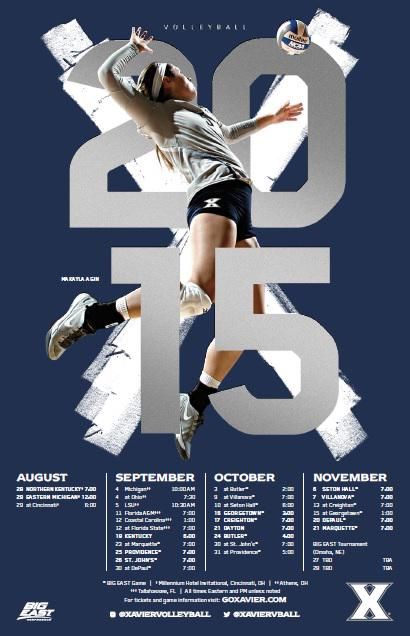 VOLLEYBALL
20
15
MAKAYLA AGIN
AUGUST
28 NORTHERN KENTUCKY^ 7:00
29 EASTERN MICHIGAN^ 12:00
29 at Cincinnati^ 6:00
SEPTEMBER
4 Michigan^^ 10:00AM
4 at Ohio^^ 7:30
5 LSU^^ 10:30AM
11 Florida A&M^^^ 7:00
12 Coastal Carolina^^^ 1:00
12 at Florida State^^^ 7:00
18 KENTUCKY 6:00
23 at Marquette* 7:00
25 PROVIDENCE* 7:00
26 ST. JOHN'S* 7:00
30 at DePaul* 7:00
OCTOBER
3 at Butler* 2:00
9 at Villanova* 7:00
10 at Seton Hall* 6:00
16 GEORGETOWN* 3:00
17 CREIGHTON* 7:00
21 DAYTON 7:00
24 BUTLER* 4:00
30 at St. John's* 7:00
31 at Providence* 5:00
NOVEMBER
6 SETON HALL* 7:00
7 VILLANOVA* 7:00
13 at Creighton* 7:00
15 at Georgetown* 1:00
20 DEPAUL* 7:00
21 MARQUETTE* 7:00
BIG EAST Tournament
(Omaha, NE)
27 TBD TBA
28 TBD TBA
* BIG EAST Game | ^ Millennium Hotel Invitational, Cincinnati, OH | ^^ Athens, OH
^^^ Tallahassee, FL | All times Eastern and PM unless noted
For tickets and game information visit: GOXAVIER.COM
@XAVIERVOLLEYBALL @XAVIERVBALL
BIG EAST
CONFERENCE
X